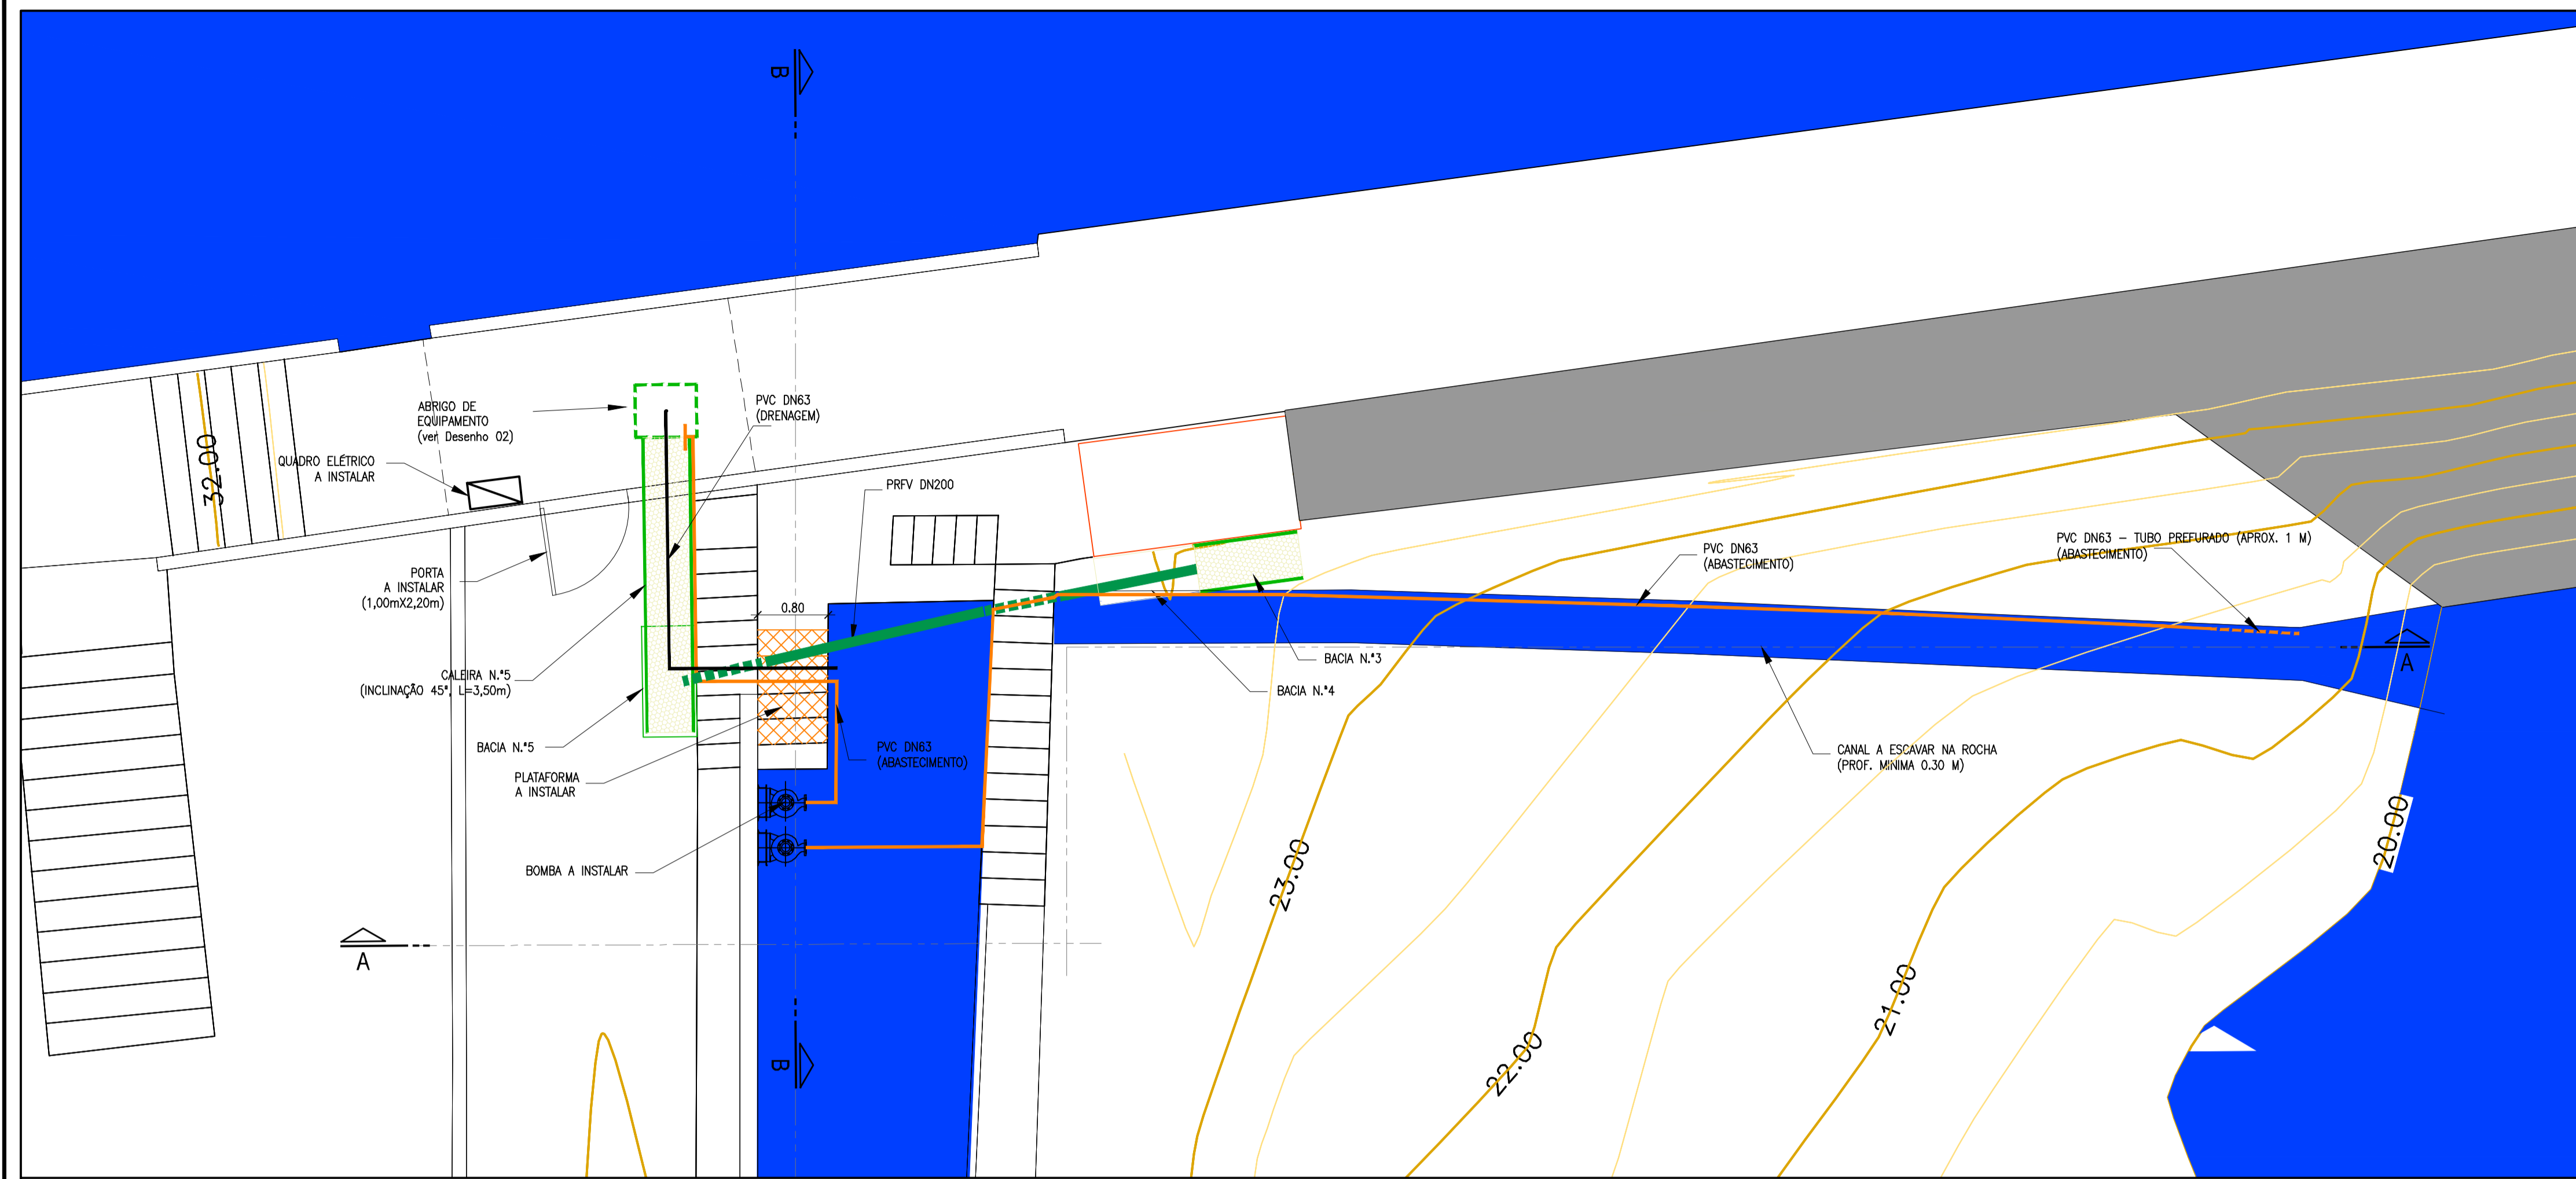 B
ABRIGO DE
EQUIPAMENTO
(ver Desenho 02)
PVC DN63
(DRENAGEM)
32.00
QUADRO ELÉTRICO
A INSTALAR
PRFV DN200
PORTA
A INSTALAR
(1,00mX2,20m)
0.80
PVC DN63
(ABASTECIMENTO)
PVC DN63 - TUBO PREFURADO (APROX. 1 M)
(ABASTECIMENTO)
CALEIRA N.º5
(INCLINAÇÃO 45º, L=3,50m)
BACIA N.º3
BACIA N.º4
A
BACIA N.º5
PVC DN63
(ABASTECIMENTO)
PLATAFORMA
A INSTALAR
CANAL A ESCAVAR NA ROCHA
(PROF. MINIMA 0.30 M)
BOMBA A INSTALAR
23.00
20.00
A
21.00
22.00
B